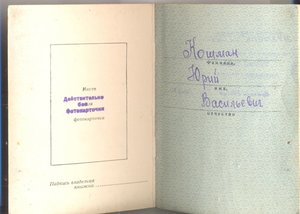 Место
Действительно
без
фотокарточки
фотокарточки
Подпись владельца
книжки
Кошман
фамилия
Юрий
имя
Васильевич
отчество